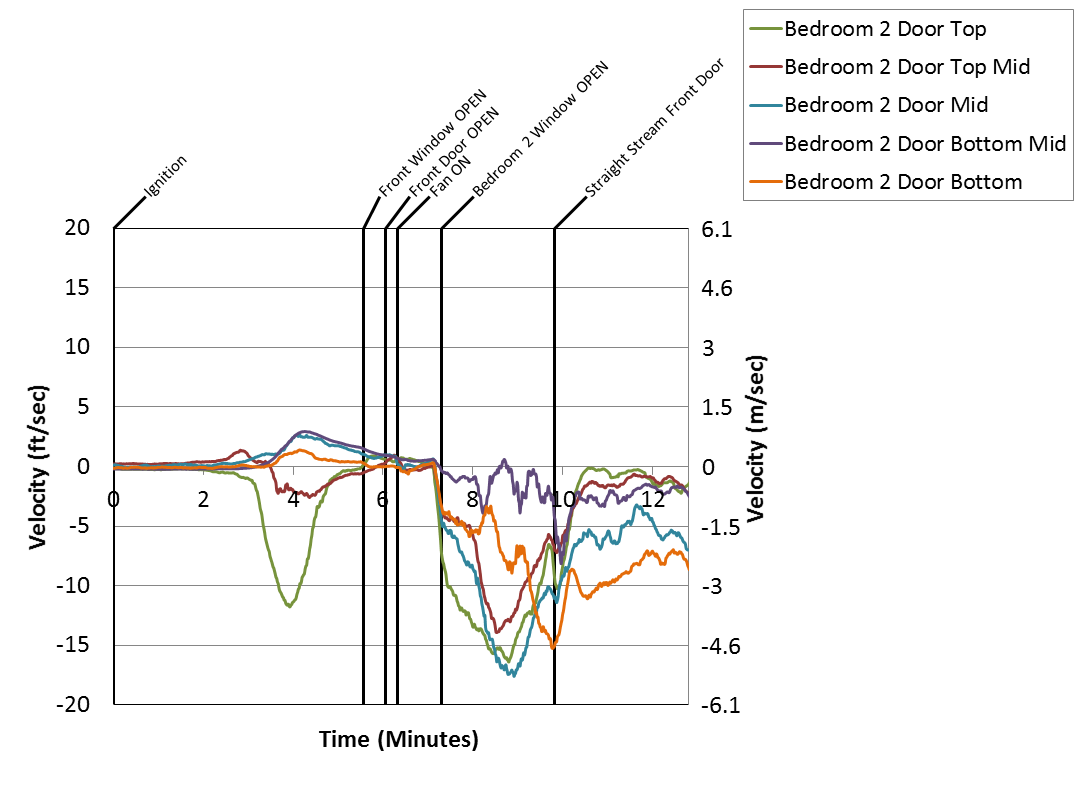 Bedroom 2 Door Top
Bedroom 2 Door Top Mid
Bedroom 2 Door Mid
Bedroom 2 Door Bottom Mid
Bedroom 2 Door Bottom
Ignition
Front Window OPEN
Front Door OPEN
Fan ON
Bedroom 2 Window OPEN
Straight Stream Front Door
20
15
10
5
0
-5
-10
-15
-20
Velocity (ft/sec)
6.1
4.6
3
1.5
0
-1.5
-3
-4.6
-6.1
Velocity (m/sec)
0 2 4 6 8 10 12
Time (Minutes)